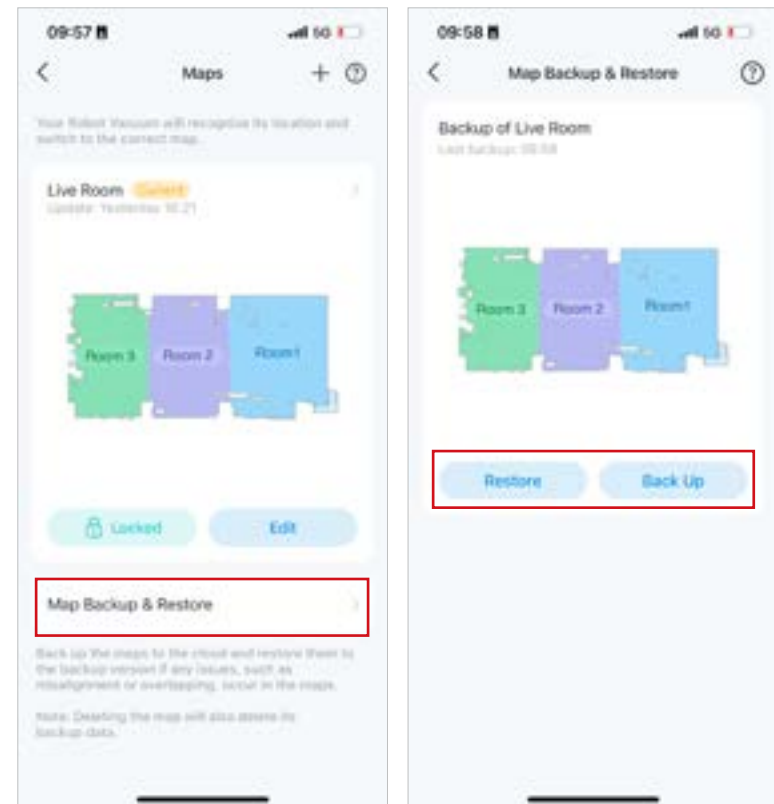 09:57
5G
Maps
Your Robot Vacuum will recognize its location and
switch to the correct map.
Live Room Current
Update: Yesterday 16:21
Room 3
Room 2
Room1
Locked
Edit
Map Backup & Restore
Back up the maps to the cloud and restore them to
the backup version if any issues, such as
misalignment or overlapping, occur in the maps.
Note: Deleting the map will also delete its
backup data.
09:58
5G
Map Backup & Restore
Backup of Live Room
Last backup: 09:58
Room 3
Room 2
Room1
Restore
Back Up